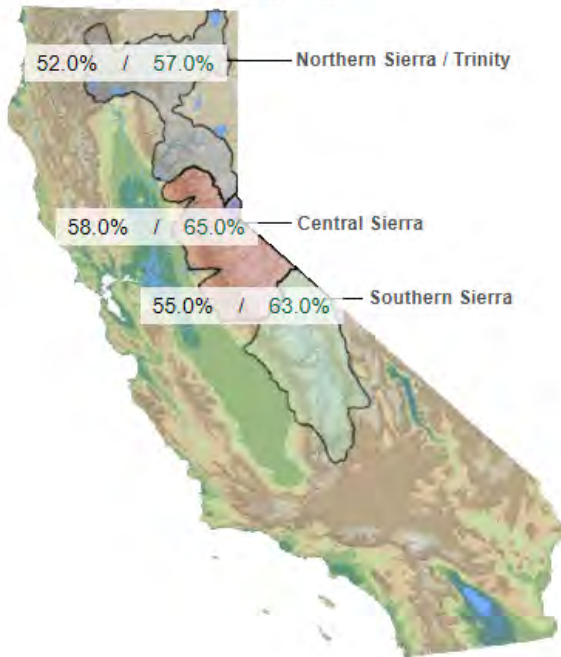 52.0% / 57.0% Northern Sierra / Trinity
58.0% / 65.0% Central Sierra
55.0% / 63.0% Southern Sierra